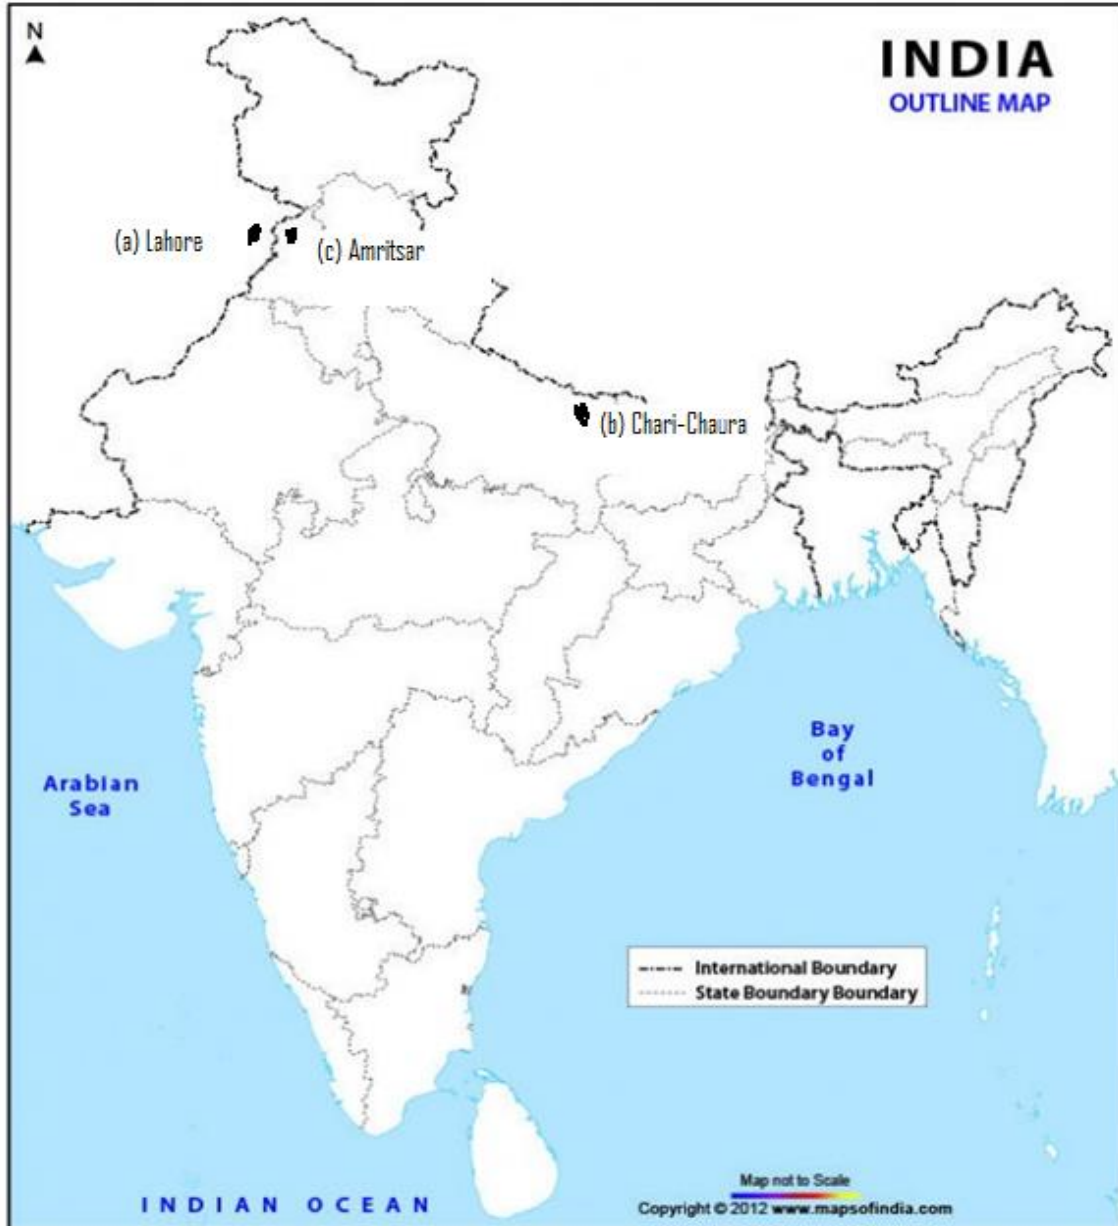 N
INDIA
OUTLINE MAP
(a) Lahore
(c) Amritsar
(b) Chari-Chaura
Arabian
Sea
Bay
of
Bengal
International Boundary
State Boundary Boundary
Map not to Scale
INDIAN OCEAN
Copyright © 2012 www.mapsofindia.com